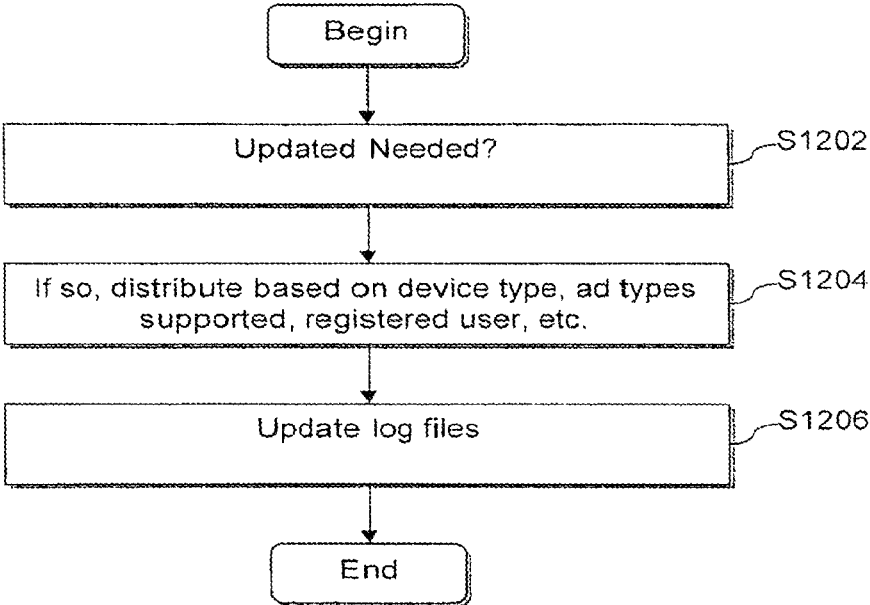 Begin
Updated Needed?
S1202
If so, distribute based on device type, ad types
supported, registered user, etc.
S1204
Update log files
S1206
End